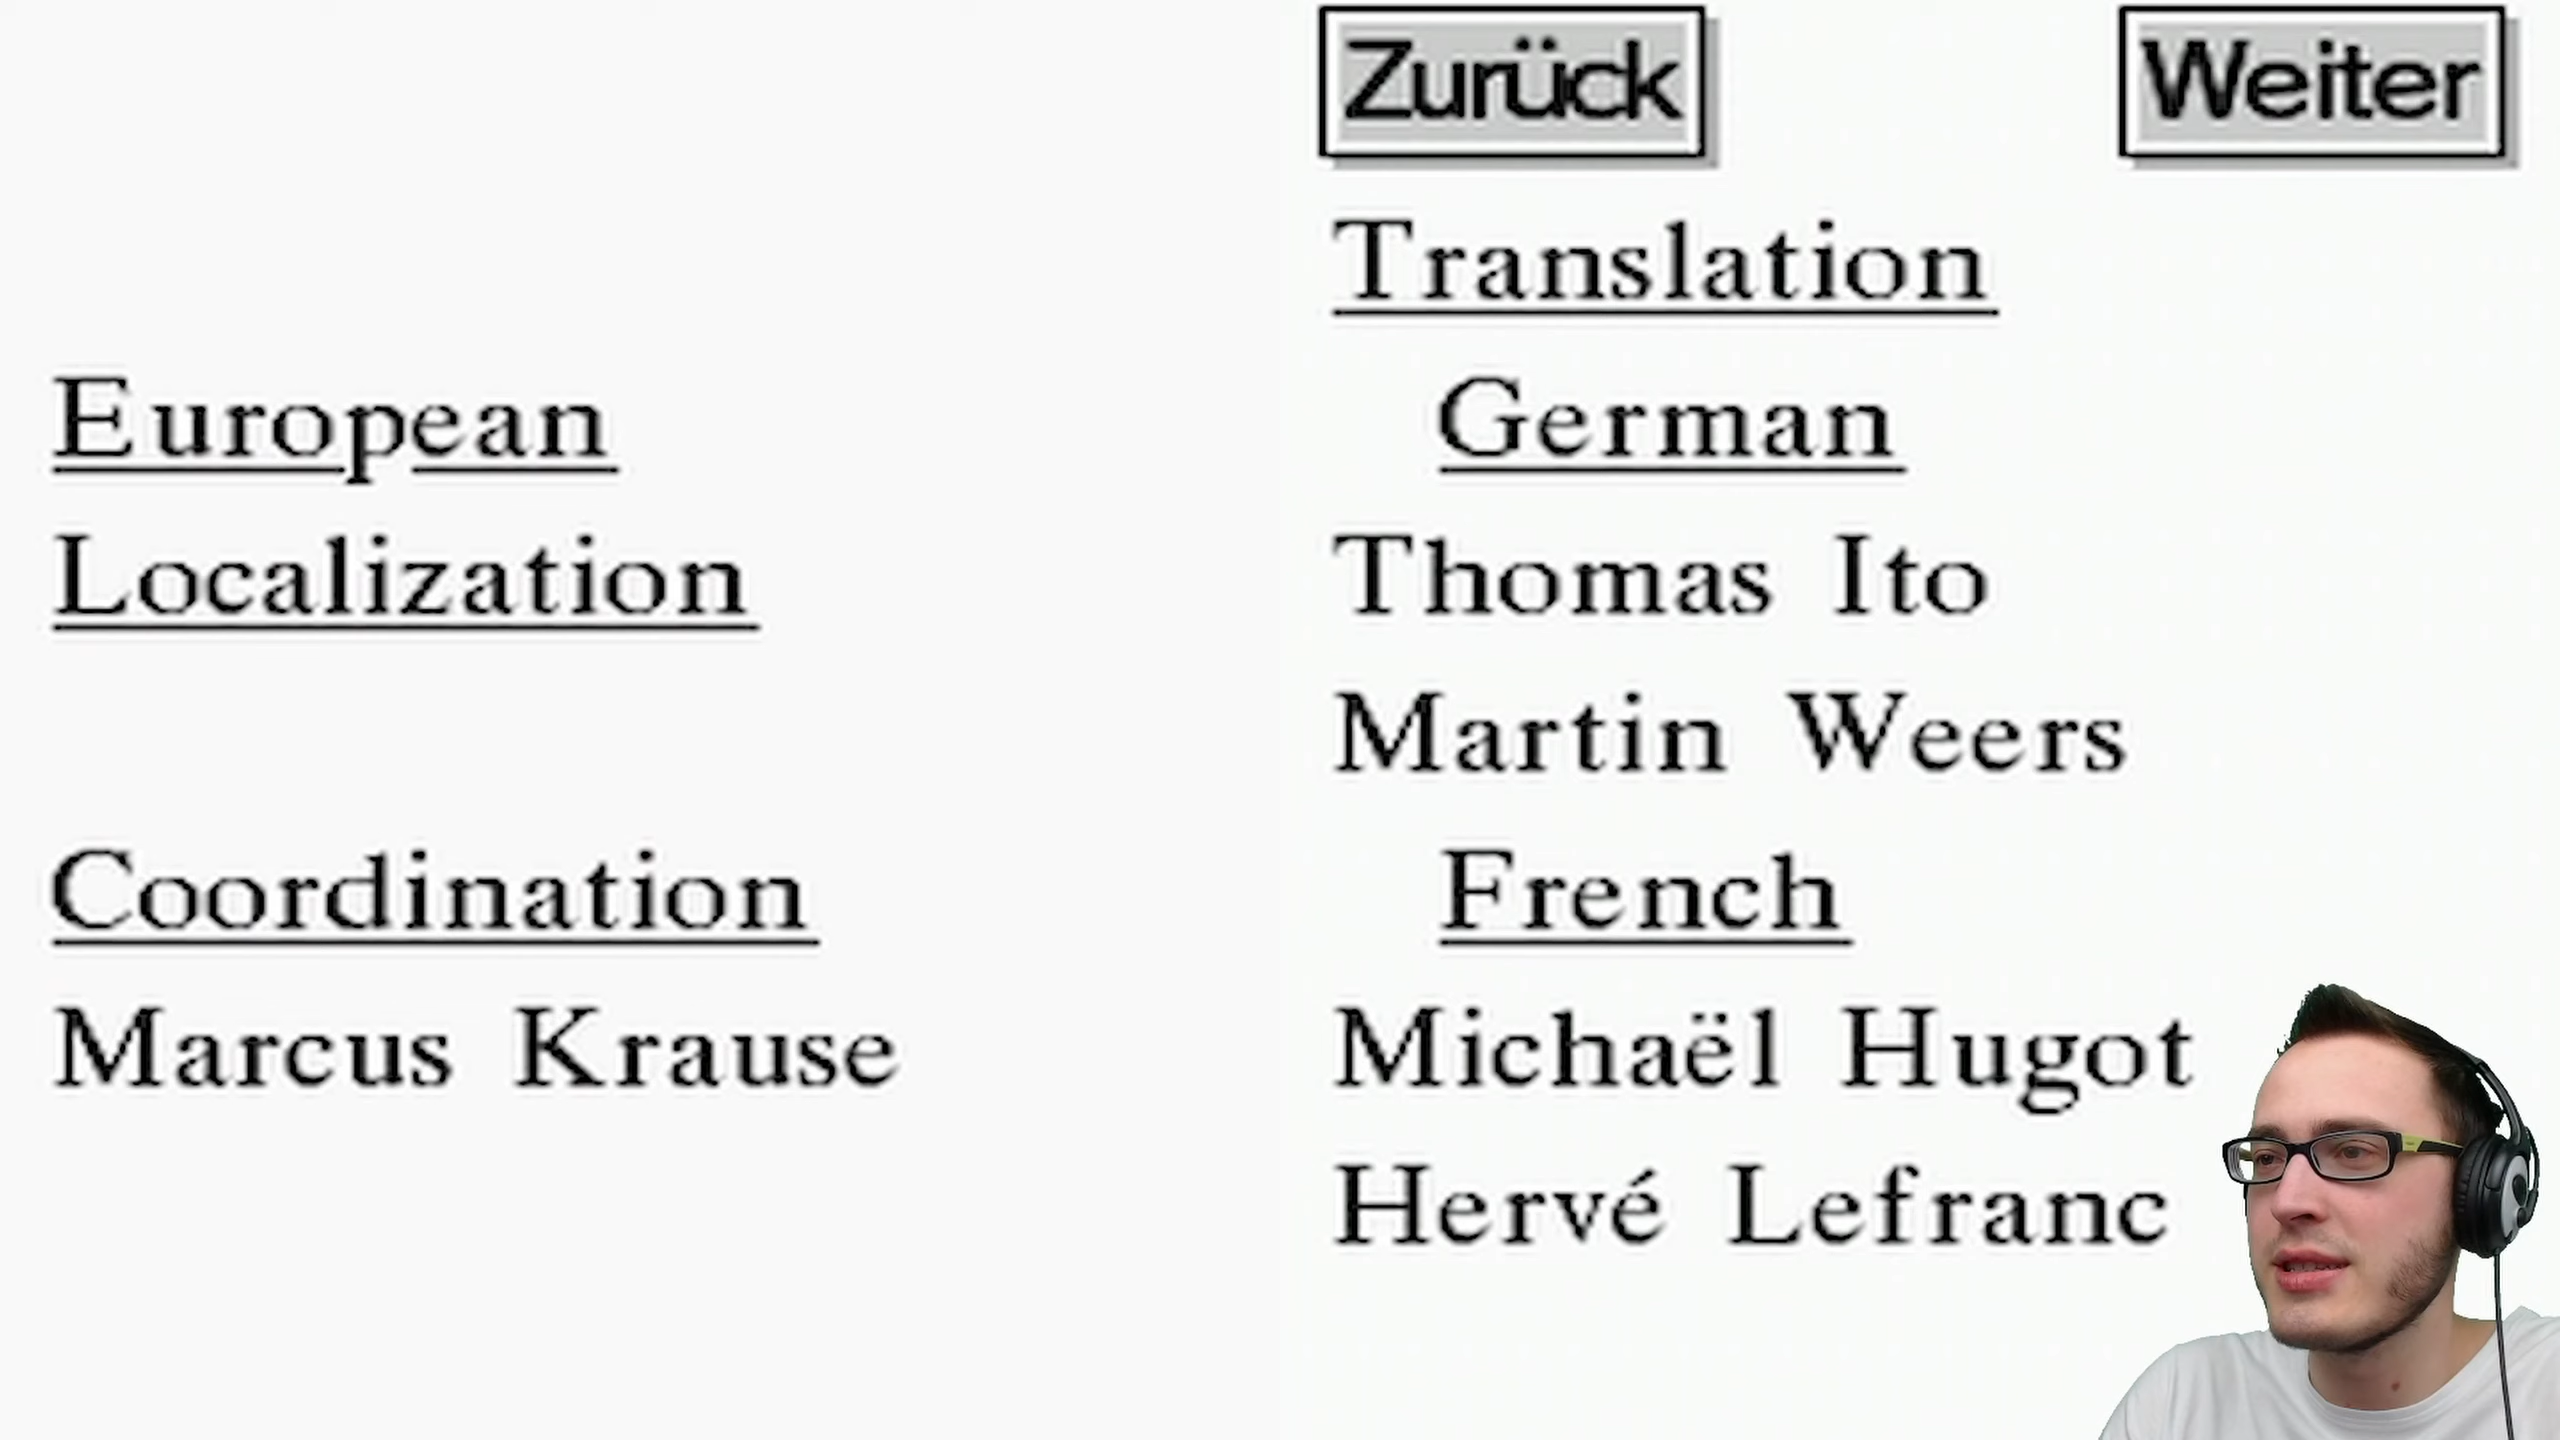 Zurück
Weiter
European
Localization
Coordination
Marcus Krause
Translation
German
Thomas Ito
Martin Weers
French
Michaël Hugot
Hervé Lefranc